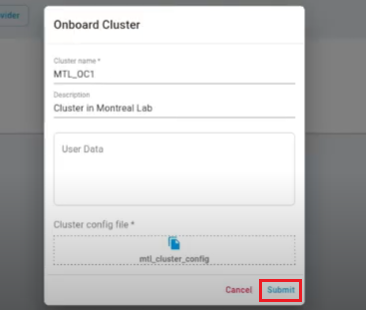 vider
Onboard Cluster
Cluster name *
MTL_OC1
Description
Cluster in Montreal Lab
User Data
Cluster config file *
mtl_cluster_config
Cancel Submit